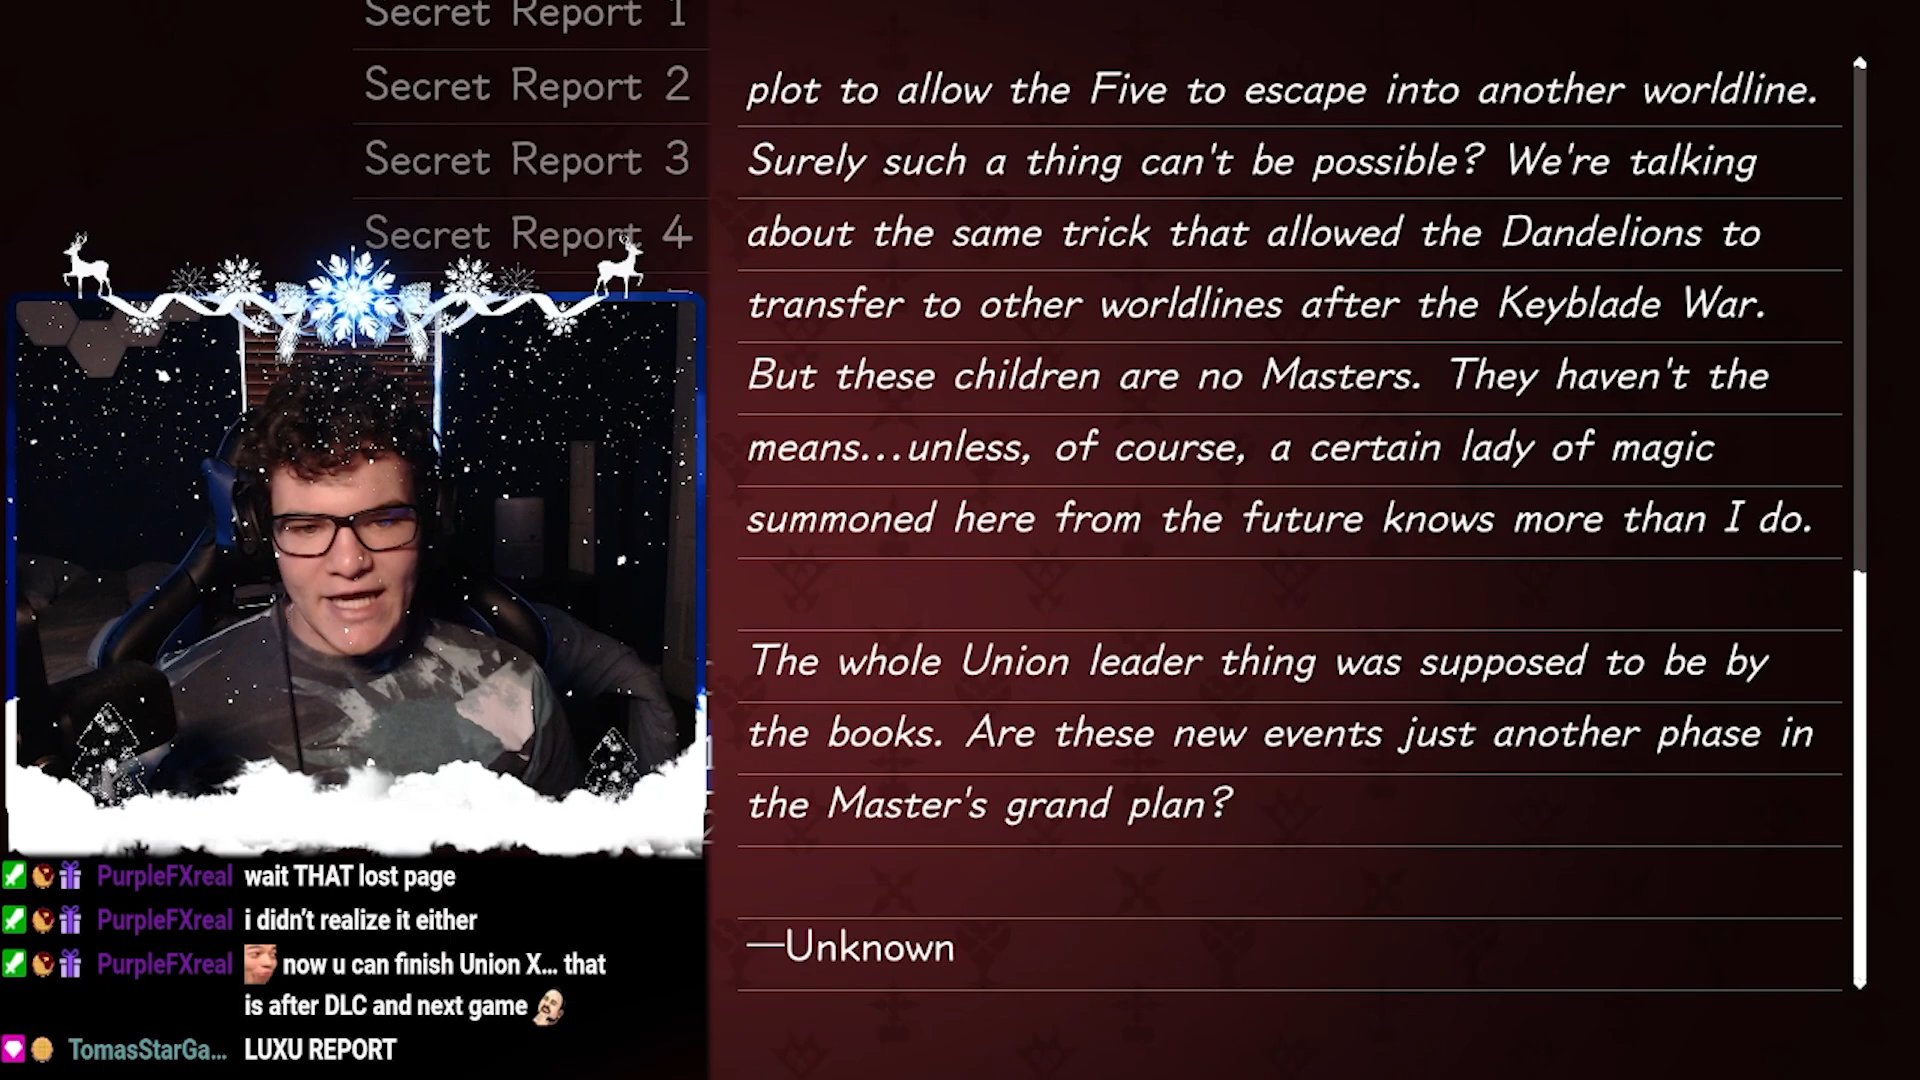 Secret Report 1
Secret Report 2
Secret Report 3
Secret Report 4
plot to allow the Five to escape into another worldline.
Surely such a thing can't be possible? We're talking
about the same trick that allowed the Dandelions to
transfer to other worldlines after the Keyblade War.
But these children are no Masters. They haven't the
means...unless, of course, a certain lady of magic
summoned here from the future knows more than I do.
The whole Union leader thing was supposed to be by
the books. Are these new events just another phase in
the Master's grand plan?
—Unknown
PurpleFXreal wait THAT lost page
PurpleFXreal i didn't realize it either
PurpleFXreal now u can finish Union X... that
is after DLC and next game
TomasStarGa... LUXU REPORT